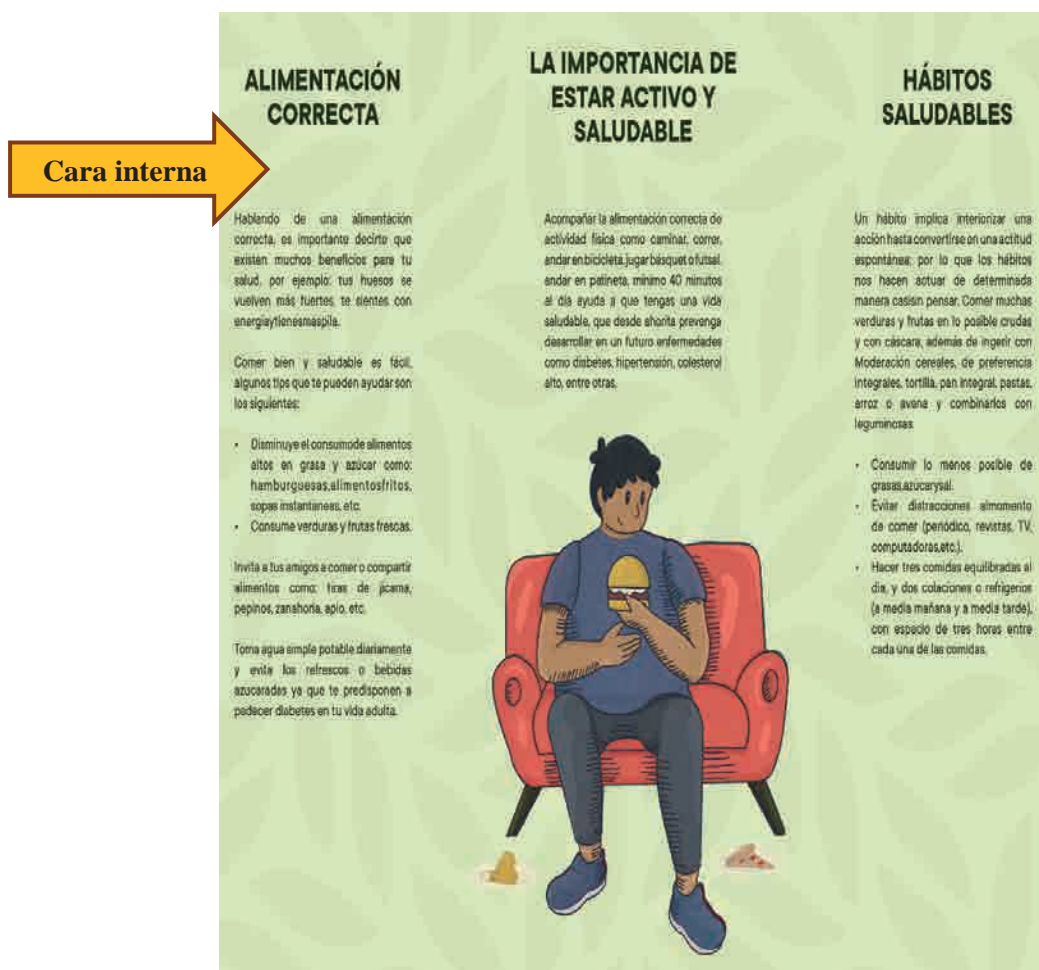 Cara interna
ALIMENTACIÓN
CORRECTA
Hablando de una alimentación
correcta, es importante decirte que
existen muchos beneficios para tu
salud, por ejemplo: tus huesos se
vuelven más fuertes, te sientes con
energíaytienesmaspila.
Comer bien y saludable es fácil,
algunos tips que te pueden ayudar son
los siguientes:
• Disminuye el consumode alimentos
altos en grasa y azúcar como:
hamburguesas,alimentosfritos,
sopas instantáneas, etc.
• Consume verduras y frutas frescas.
Invita a tus amigos a comer o compartir
alimentos como: tiras de jícama,
pepinos, zanahoria, apio, etc.
Toma agua simple potable diariamente
y evita los refrescos o bebidas
azucaradas ya que te predisponen a
padecer diabetes en tu vida adulta.
LA IMPORTANCIA DE
ESTAR ACTIVO Y
SALUDABLE
Acompañar la alimentación correcta de
actividad física como caminar, correr,
andar en bicicleta, jugar básquet o futsal,
andar en patineta, mínimo 40 minutos
al día ayuda a que tengas una vida
saludable, que desde ahorita prevenga
desarrollar en un futuro enfermedades
como diabetes, hipertensión, colesterol
alto, entre otras.
HÁBITOS
SALUDABLES
Un hábito implica interiorizar una
acción hasta convertirse en una actitud
espontánea; por lo que los hábitos
nos hacen actuar de determinada
manera casisin pensar. Comer muchas
verduras y frutas en lo posible crudas
y con cáscara, además de ingerir con
Moderación cereales, de preferencia
integrales, tortilla, pan integral, pastas,
arroz o avena y combinarlos con
leguminosas.
• Consumir lo menos posible de
grasas,azucarysal.
• Evitar distracciones almomento
de comer (periódico, revistas, TV,
computadoras,etc.).
• Hacer tres comidas equilibradas al
día, y dos colaciones o refrigerios
(a media mañana y a media tarde),
con espacio de tres horas entre
cada una de las comidas.